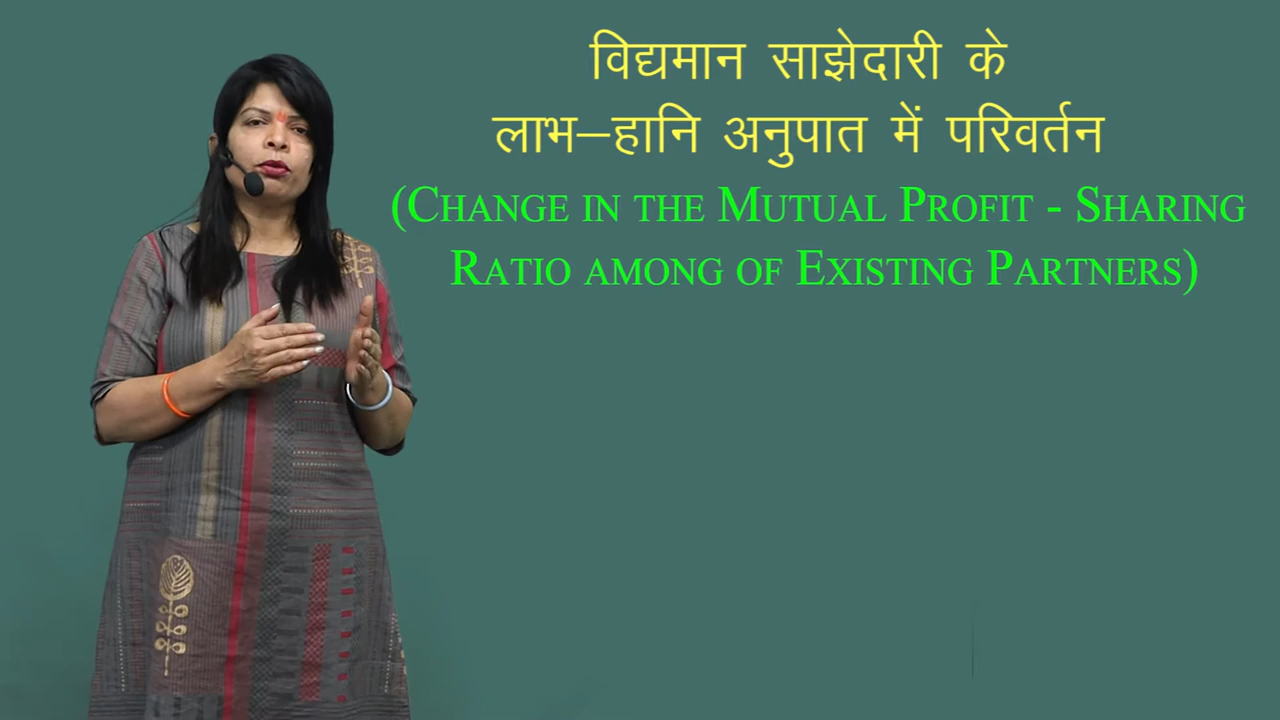 विद्यमान साझेदारी के
लाभ–हानि अनुपात में परिवर्तन
(Change in the Mutual Profit - Sharing
Ratio among of Existing Partners)